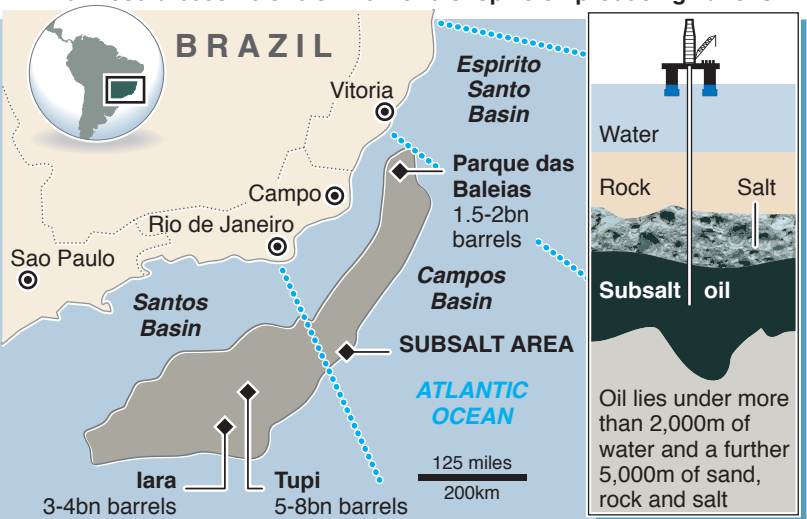 BRAZIL
Espirito
Santo
Basin
Vitoria
Parque das
Baleias
1.5-2bn
barrels
Campo
Rio de Janeiro
Sao Paulo
Santos
Basin
Campos
Basin
SUBSALT AREA
ATLANTIC
OCEAN
Iara
3-4bn barrels
Tupi
5-8bn barrels
125 miles
200km
Water
Rock
Salt
Subsalt oil
Oil lies under more
than 2,000m of
water and a further
5,000m of sand,
rock and salt